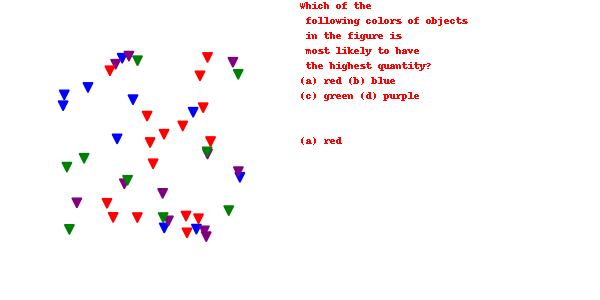 Which of the
following colors of objects
in the figure is
most likely to have
the highest quantity?
(a) red (b) blue
(c) green (d) purple
(a) red